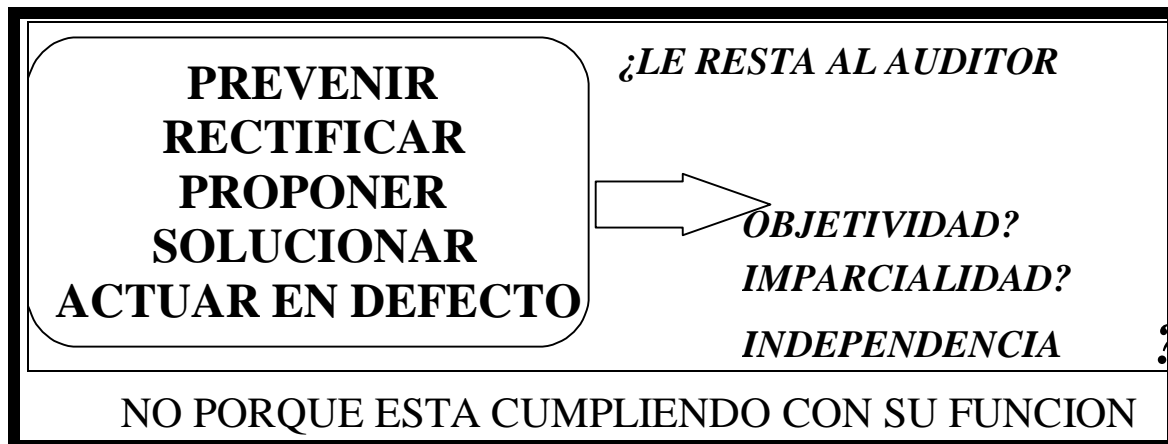 PREVENIR
RECTIFICAR
PROPONER
SOLUCIONAR
ACTUAR EN DEFECTO
¿LE RESTA AL AUDITOR
OBJETIVIDAD?
IMPARCIALIDAD?
INDEPENDENCIA ?
NO PORQUE ESTA CUMPLIENDO CON SU FUNCION